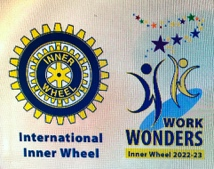 INNER
WHEEL
International
Inner Wheel
WORK
WONDERS
Inner Wheel 2022-23